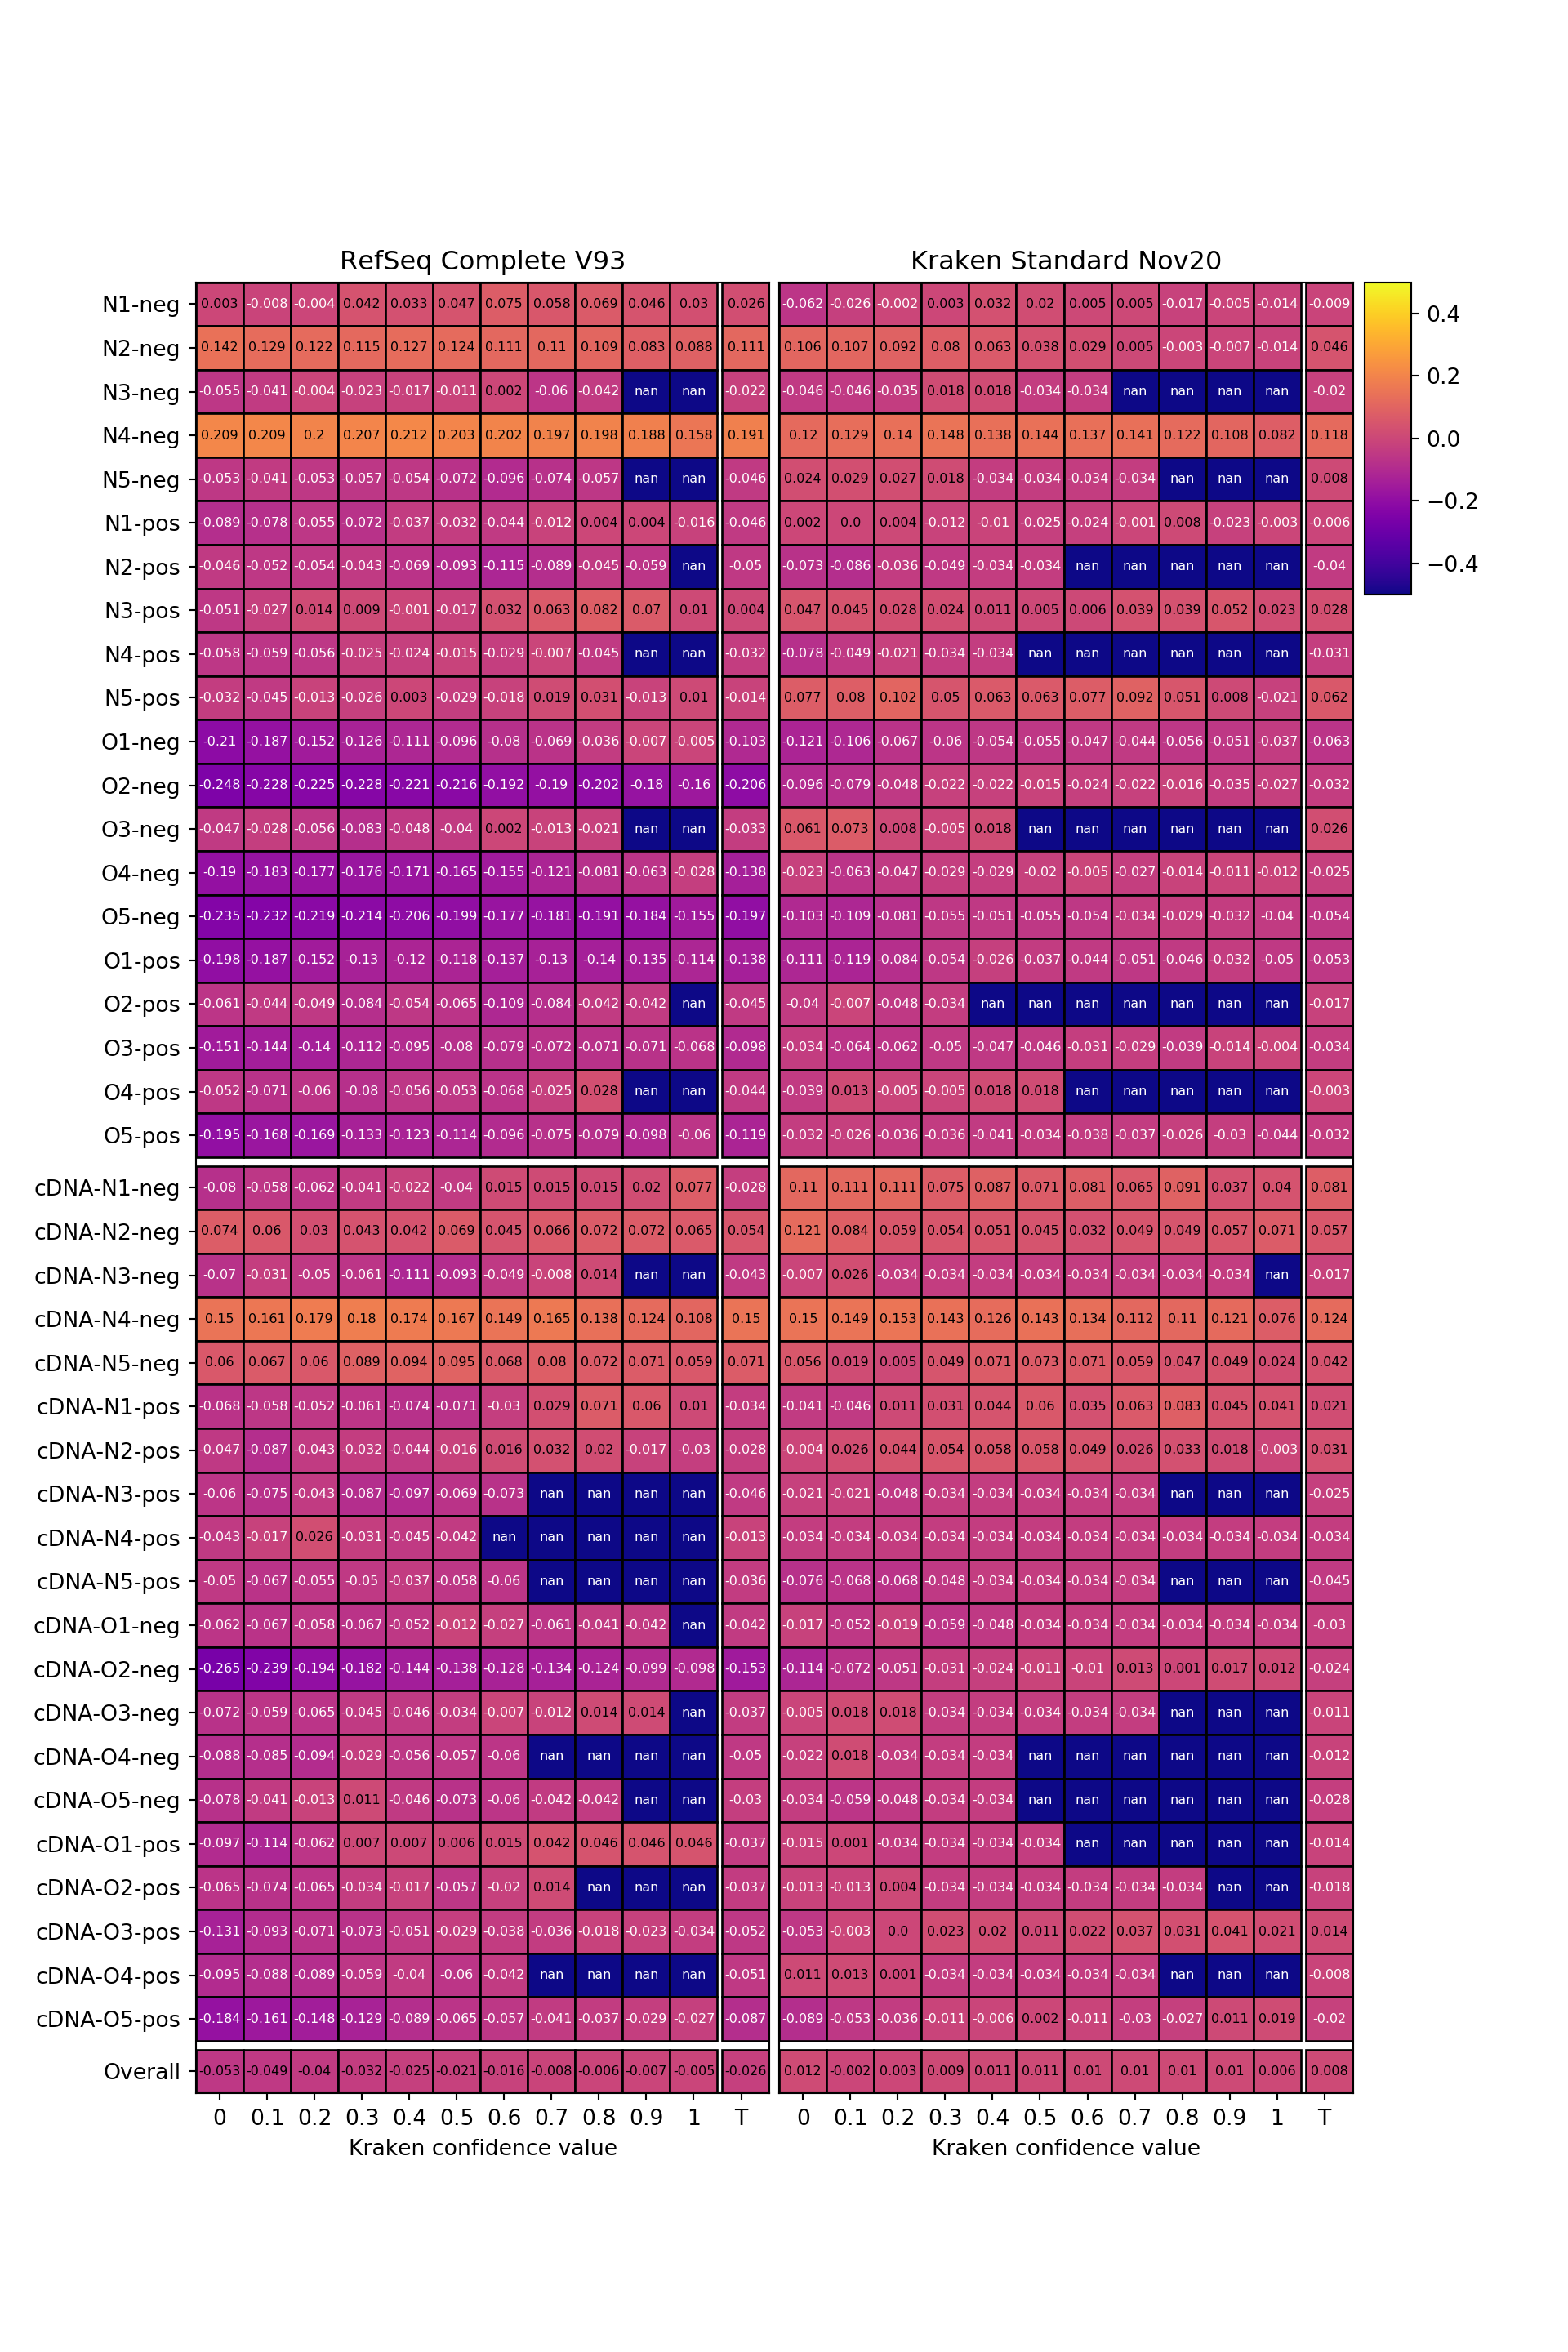 RefSeq Complete V93 Kraken Standard Nov20
N1-neg 0.003 -0.008 -0.004 0.042 0.033 0.047 0.075 0.058 0.069 0.046 0.03 0.026 -0.062 -0.026 -0.002 0.003 0.032 0.02 0.005 0.005 -0.017 -0.005 -0.014 -0.009
N2-neg 0.142 0.129 0.122 0.115 0.127 0.124 0.111 0.11 0.109 0.083 0.088 0.111 0.106 0.107 0.092 0.08 0.063 0.038 0.029 0.005 -0.003 -0.007 -0.014 0.046
N3-neg -0.055 -0.041 -0.004 -0.023 -0.017 -0.011 0.002 -0.06 -0.042 nan nan -0.022 -0.046 -0.046 -0.035 0.018 0.018 -0.034 -0.034 nan nan nan nan -0.02
N4-neg 0.209 0.209 0.2 0.207 0.212 0.203 0.202 0.197 0.198 0.188 0.158 0.191 0.12 0.129 0.14 0.148 0.138 0.144 0.137 0.141 0.122 0.108 0.082 0.118
N5-neg -0.053 -0.041 -0.053 -0.057 -0.054 -0.072 -0.096 -0.074 -0.057 nan nan -0.046 0.024 0.029 0.027 0.018 -0.034 -0.034 -0.034 -0.034 nan nan nan 0.008
N1-pos -0.089 -0.078 -0.055 -0.072 -0.037 -0.032 -0.044 -0.012 0.004 0.004 -0.016 -0.046 0.002 0.0 0.004 -0.012 -0.01 -0.025 -0.024 -0.001 0.008 -0.023 -0.003 -0.006
N2-pos -0.046 -0.052 -0.054 -0.043 -0.069 -0.093 -0.115 -0.089 -0.045 -0.059 nan -0.05 -0.073 -0.086 -0.036 -0.049 -0.034 -0.034 nan nan nan nan nan -0.04
N3-pos -0.051 -0.027 0.014 0.009 -0.001 -0.017 0.032 0.063 0.082 0.07 0.01 0.004 0.047 0.045 0.028 0.024 0.011 0.005 0.006 0.039 0.039 0.052 0.023 0.028
N4-pos -0.058 -0.059 -0.056 -0.025 -0.024 -0.015 -0.029 -0.007 -0.045 nan nan -0.032 -0.078 -0.049 -0.021 -0.034 -0.034 nan nan nan nan nan nan -0.031
N5-pos -0.032 -0.045 -0.013 -0.026 0.003 -0.029 -0.018 0.019 0.031 -0.013 0.01 -0.014 0.077 0.08 0.102 0.05 0.063 0.063 0.077 0.092 0.051 0.008 -0.021 0.062
O1-neg -0.21 -0.187 -0.152 -0.126 -0.111 -0.096 -0.08 -0.069 -0.036 -0.007 -0.005 -0.103 -0.121 -0.106 -0.067 -0.06 -0.054 -0.055 -0.047 -0.044 -0.056 -0.051 -0.037 -0.063
O2-neg -0.248 -0.228 -0.225 -0.228 -0.221 -0.216 -0.192 -0.19 -0.202 -0.18 -0.16 -0.206 -0.096 -0.079 -0.048 -0.022 -0.022 -0.015 -0.024 -0.022 -0.016 -0.035 -0.027 -0.032
O3-neg -0.047 -0.028 -0.056 -0.083 -0.048 -0.04 0.002 -0.013 -0.021 nan nan -0.033 0.061 0.073 0.008 -0.005 0.018 nan nan nan nan nan nan 0.026
O4-neg -0.19 -0.183 -0.177 -0.176 -0.171 -0.165 -0.155 -0.121 -0.081 -0.063 -0.028 -0.138 -0.023 -0.063 -0.047 -0.029 -0.029 -0.02 -0.005 -0.027 -0.014 -0.011 -0.012 -0.025
O5-neg -0.235 -0.232 -0.219 -0.214 -0.206 -0.199 -0.177 -0.181 -0.191 -0.184 -0.155 -0.197 -0.103 -0.109 -0.081 -0.055 -0.051 -0.055 -0.054 -0.034 -0.029 -0.032 -0.04 -0.054
O1-pos -0.198 -0.187 -0.152 -0.13 -0.12 -0.118 -0.137 -0.13 -0.14 -0.135 -0.114 -0.138 -0.111 -0.119 -0.084 -0.054 -0.026 -0.037 -0.044 -0.051 -0.046 -0.032 -0.05 -0.053
O2-pos -0.061 -0.044 -0.049 -0.084 -0.054 -0.065 -0.109 -0.084 -0.042 -0.042 nan -0.045 -0.04 -0.007 -0.048 -0.034 nan nan nan nan nan nan nan -0.017
O3-pos -0.151 -0.144 -0.14 -0.112 -0.095 -0.08 -0.079 -0.072 -0.071 -0.071 -0.068 -0.098 -0.034 -0.064 -0.062 -0.05 -0.047 -0.046 -0.031 -0.029 -0.039 -0.014 -0.004 -0.034
O4-pos -0.052 -0.071 -0.06 -0.08 -0.056 -0.053 -0.068 -0.025 0.028 nan nan -0.044 -0.039 0.013 -0.005 -0.005 0.018 0.018 nan nan nan nan nan -0.003
O5-pos -0.195 -0.168 -0.169 -0.133 -0.123 -0.114 -0.096 -0.075 -0.079 -0.098 -0.06 -0.119 -0.032 -0.026 -0.036 -0.036 -0.041 -0.034 -0.038 -0.037 -0.026 -0.03 -0.044 -0.032
cDNA-N1-neg -0.08 -0.058 -0.062 -0.041 -0.022 -0.04 0.015 0.015 0.015 0.02 0.077 -0.028 0.11 0.111 0.111 0.075 0.087 0.071 0.081 0.065 0.091 0.037 0.04 0.081
cDNA-N2-neg 0.074 0.06 0.03 0.043 0.042 0.069 0.045 0.066 0.072 0.072 0.065 0.054 0.121 0.084 0.059 0.054 0.051 0.045 0.032 0.049 0.049 0.057 0.071 0.057
cDNA-N3-neg -0.07 -0.031 -0.05 -0.061 -0.111 -0.093 -0.049 -0.008 0.014 nan nan -0.043 -0.007 0.026 -0.034 -0.034 -0.034 -0.034 -0.034 -0.034 -0.034 -0.034 nan -0.017
cDNA-N4-neg 0.15 0.161 0.179 0.18 0.174 0.167 0.149 0.165 0.138 0.124 0.108 0.15 0.15 0.149 0.153 0.143 0.126 0.143 0.134 0.112 0.11 0.121 0.076 0.124
cDNA-N5-neg 0.06 0.067 0.06 0.089 0.094 0.095 0.068 0.08 0.072 0.071 0.059 0.071 0.056 0.019 0.005 0.049 0.071 0.073 0.071 0.059 0.047 0.049 0.024 0.042
cDNA-N1-pos -0.068 -0.058 -0.052 -0.061 -0.074 -0.071 -0.03 0.029 0.071 0.06 0.01 -0.034 -0.041 -0.046 0.011 0.031 0.044 0.06 0.035 0.063 0.083 0.045 0.041 0.021
cDNA-N2-pos -0.047 -0.087 -0.043 -0.032 -0.044 -0.016 0.016 0.032 0.02 -0.017 -0.03 -0.028 -0.004 0.026 0.044 0.054 0.058 0.058 0.049 0.026 0.033 0.018 -0.003 0.031
cDNA-N3-pos -0.06 -0.075 -0.043 -0.087 -0.097 -0.069 -0.073 nan nan nan nan -0.046 -0.021 -0.021 -0.048 -0.034 -0.034 -0.034 -0.034 -0.034 nan nan nan -0.025
cDNA-N4-pos -0.043 -0.017 0.026 -0.031 -0.045 -0.042 nan nan nan nan nan -0.013 -0.034 -0.034 -0.034 -0.034 -0.034 -0.034 -0.034 -0.034 -0.034 -0.034 -0.034 -0.034
cDNA-N5-pos -0.05 -0.067 -0.055 -0.05 -0.037 -0.058 -0.06 nan nan nan nan -0.036 -0.076 -0.068 -0.068 -0.048 -0.034 -0.034 -0.034 -0.034 nan nan nan -0.045
cDNA-O1-neg -0.062 -0.067 -0.058 -0.067 -0.052 -0.012 -0.027 -0.061 -0.041 -0.042 nan -0.042 -0.017 -0.052 -0.019 -0.059 -0.048 -0.034 -0.034 -0.034 -0.034 -0.034 -0.034 -0.03
cDNA-O2-neg -0.265 -0.239 -0.194 -0.182 -0.144 -0.138 -0.128 -0.134 -0.124 -0.099 -0.098 -0.153 -0.114 -0.072 -0.051 -0.031 -0.024 -0.011 -0.01 0.013 0.001 0.017 0.012 -0.024
cDNA-O3-neg -0.072 -0.059 -0.065 -0.045 -0.046 -0.034 -0.007 -0.012 0.014 0.014 nan -0.037 -0.005 0.018 0.018 -0.034 -0.034 -0.034 -0.034 -0.034 nan nan nan -0.011
cDNA-O4-neg -0.088 -0.085 -0.094 -0.029 -0.056 -0.057 -0.06 nan nan nan nan -0.05 -0.022 0.018 -0.034 -0.034 -0.034 nan nan nan nan nan nan -0.012
cDNA-O5-neg -0.078 -0.041 -0.013 0.011 -0.046 -0.073 -0.06 -0.042 -0.042 nan nan -0.03 -0.034 -0.059 -0.048 -0.034 -0.034 nan nan nan nan nan nan -0.028
cDNA-O1-pos -0.097 -0.114 -0.062 0.007 0.007 0.006 0.015 0.042 0.046 0.046 0.046 -0.037 -0.015 0.001 -0.034 -0.034 -0.034 -0.034 nan nan nan nan nan -0.014
cDNA-O2-pos -0.065 -0.074 -0.065 -0.034 -0.017 -0.057 -0.02 0.014 nan nan nan -0.037 -0.013 -0.013 0.004 -0.034 -0.034 -0.034 -0.034 -0.034 -0.034 nan nan -0.018
cDNA-O3-pos -0.131 -0.093 -0.071 -0.073 -0.051 -0.029 -0.038 -0.036 -0.018 -0.023 -0.034 -0.052 -0.053 -0.003 0.0 0.023 0.02 0.011 0.022 0.037 0.031 0.041 0.021 0.014
cDNA-O4-pos -0.095 -0.088 -0.089 -0.059 -0.04 -0.06 -0.042 nan nan nan nan -0.051 0.011 0.013 0.001 -0.034 -0.034 -0.034 -0.034 -0.034 nan nan nan -0.008
cDNA-O5-pos -0.184 -0.161 -0.148 -0.129 -0.089 -0.065 -0.057 -0.041 -0.037 -0.029 -0.027 -0.087 -0.089 -0.053 -0.036 -0.011 -0.006 0.002 -0.011 -0.03 -0.027 0.011 0.019 -0.02
Overall -0.053 -0.049 -0.04 -0.032 -0.025 -0.021 -0.016 -0.008 -0.006 -0.007 -0.005 -0.026 0.012 -0.002 0.003 0.009 0.011 0.011 0.01 0.01 0.01 0.01 0.006 0.008
0 0.1 0.2 0.3 0.4 0.5 0.6 0.7 0.8 0.9 1 T 0 0.1 0.2 0.3 0.4 0.5 0.6 0.7 0.8 0.9 1 T
Kraken confidence value Kraken confidence value
0.4
0.2
0.0
−0.2
−0.4